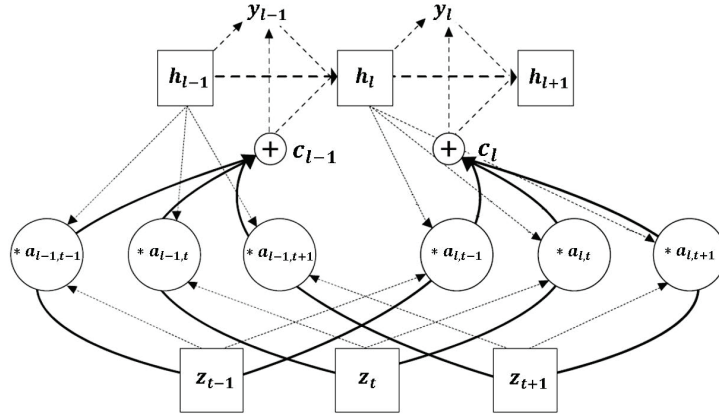 y_{l-1} y_l
h_{l-1} h_l h_{l+1}
+ c_{l-1} + c_l
* a_{l-1,t-1} * a_{l-1,t} * a_{l-1,t+1} * a_{l,t-1} * a_{l,t} * a_{l,t+1}
z_{t-1} z_t z_{t+1}